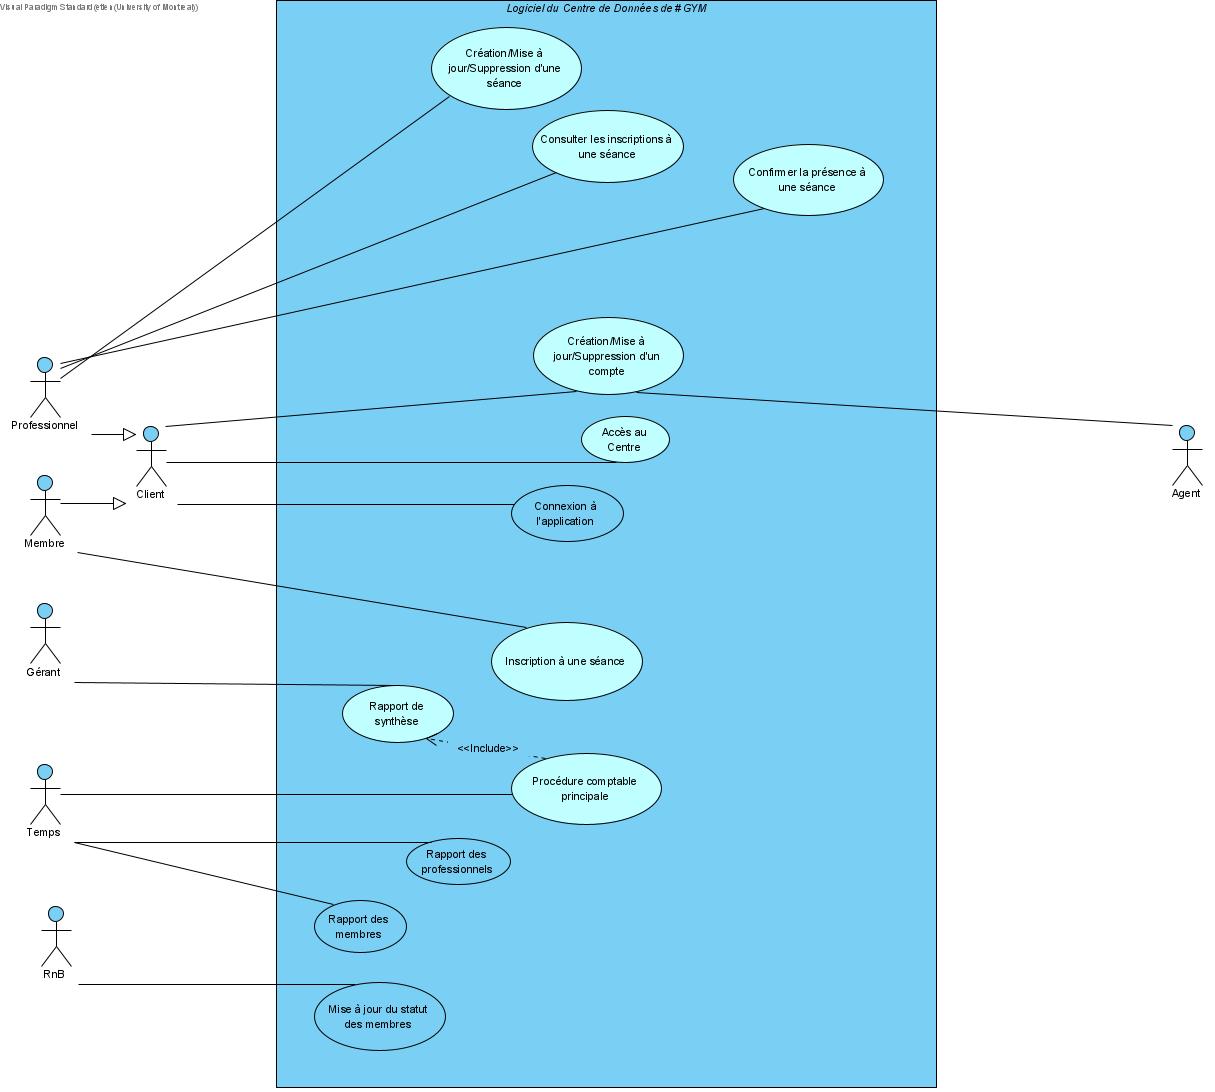 Visual Paradigm Standard (etien (University of Montreal))
Logiciel du Centre de Données de # GYM
Création/Mise à
jour/Suppression d'une
séance
Consulter les inscriptions à
une séance
Confirmer la présence à
une séance
Création/Mise à
jour/Suppression d'un
compte
Professionnel
Accès au
Centre
Client
Agent
Connexion à
l'application
Membre
Inscription à une séance
Gérant
Rapport de
synthèse
<<Include>>
Procédure comptable
principale
Temps
Rapport des
professionnels
Rapport des
membres
RnB
Mise à jour du statut
des membres